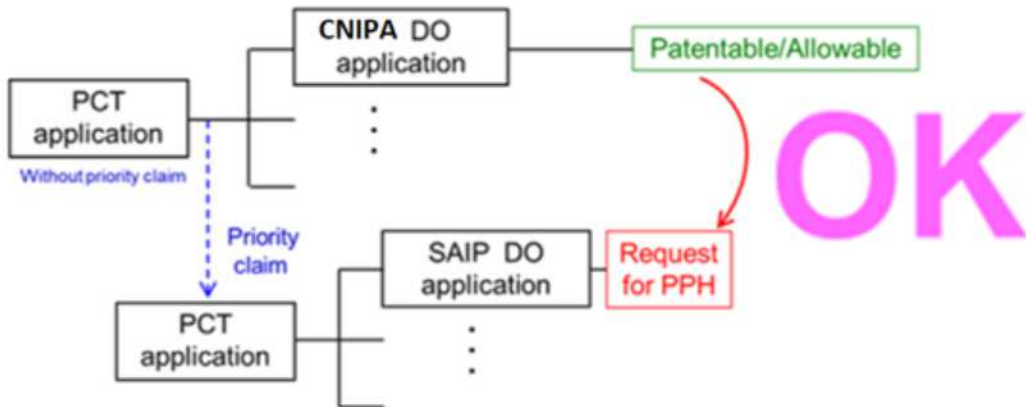 CNIPA DO
application
Patentable/Allowable
PCT
application
Without priority claim
OK
Priority
claim
SAIP DO
application
Request
for PPH
PCT
application